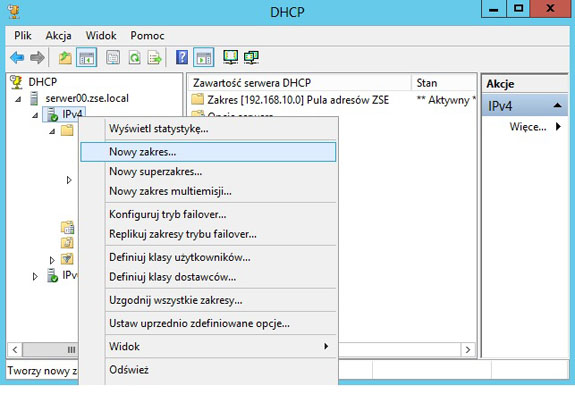 DHCP
Plik Akcja Widok Pomoc
DHCP
serwer00.zse.local
IPv4
Zawartość serwera DHCP Stan
Zakres [192.168.10.0] Pula adresów ZSE ** Aktywny *
Opcje serwera
Akcje
IPv4
Więce...
Wyświetl statystykę...
Nowy zakres...
Nowy superzakres...
Nowy zakres multiemisji...
Konfiguruj tryb failover...
Replikuj zakresy trybu failover...
Definiuj klasy użytkowników...
Definiuj klasy dostawców...
Uzgodnij wszystkie zakresy...
Ustaw uprzednio zdefiniowane opcje...
Widok
Odśwież
IPv
Tworzy nowy z